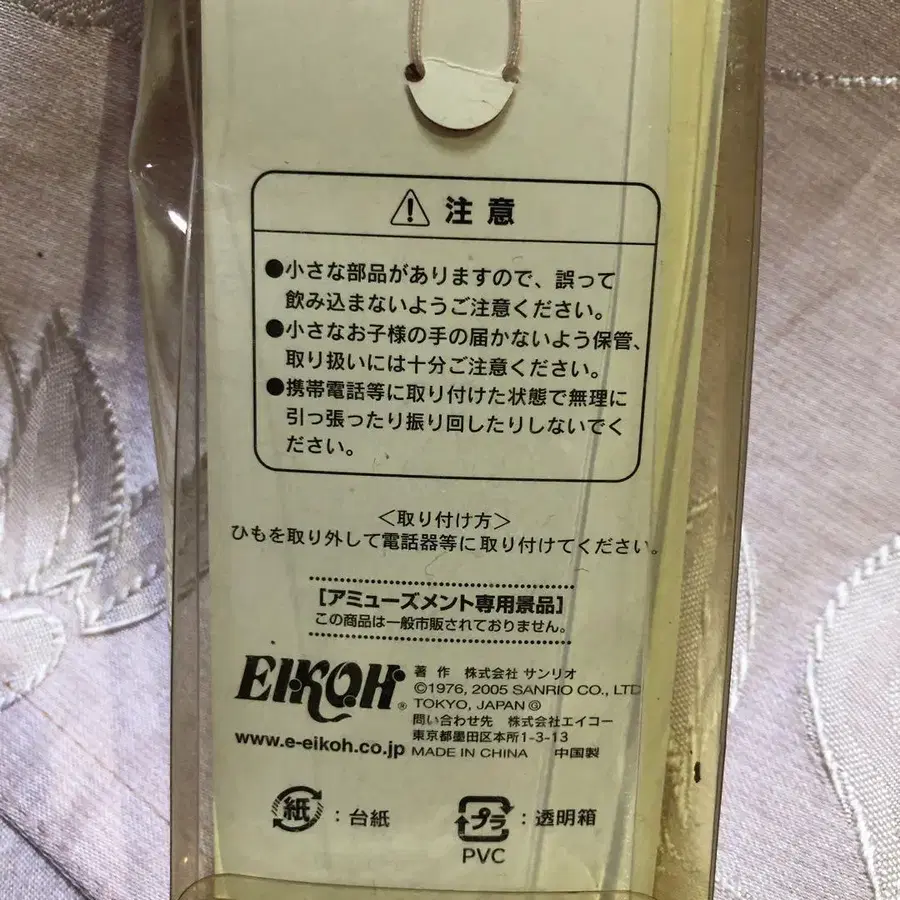 注意
●小さな部品がありますので、誤って
飲み込まないようご注意ください。
●小さなお子様の手の届かないよう保管、
取り扱いには十分ご注意ください。
●携帯電話等に取り付けた状態で無理に
引っ張ったり振り回したりしないでく
ださい。
＜取り付け方＞
ひもを取り外して電話器等に取り付けてください。
[アミューズメント専用景品]
この商品は一般市販されておりません。
EIKOH®
www.e-eikoh.co.jp
著作 株式会社 サンリオ
©1976, 2005 SANRIO CO., LTD
TOKYO, JAPAN Ⓖ
問い合わせ先 株式会社エイコー
東京都墨田区本所1-3-13
MADE IN CHINA 中国製
紙：台紙
プラ：透明箱
PVC